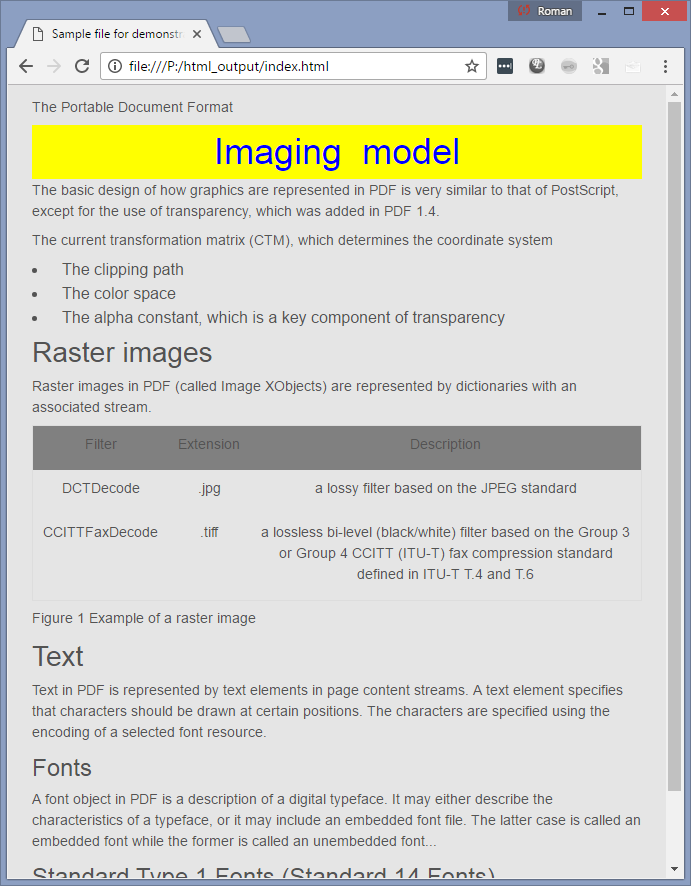 Roman
Sample file for demonstr
file:///P:/html_output/index.html
The Portable Document Format
Imaging model
The basic design of how graphics are represented in PDF is very similar to that of PostScript,
except for the use of transparency, which was added in PDF 1.4.
The current transformation matrix (CTM), which determines the coordinate system
• The clipping path
• The color space
• The alpha constant, which is a key component of transparency
Raster images
Raster images in PDF (called Image XObjects) are represented by dictionaries with an
associated stream.
Filter Extension Description
DCTDecode .jpg a lossy filter based on the JPEG standard
CCITTFaxDecode .tiff a lossless bi-level (black/white) filter based on the Group 3
or Group 4 CCITT (ITU-T) fax compression standard
defined in ITU-T T.4 and T.6
Figure 1 Example of a raster image
Text
Text in PDF is represented by text elements in page content streams. A text element specifies
that characters should be drawn at certain positions. The characters are specified using the
encoding of a selected font resource.
Fonts
A font object in PDF is a description of a digital typeface. It may either describe the
characteristics of a typeface, or it may include an embedded font file. The latter case is called an
embedded font while the former is called an unembedded font...
Standard Type 1 Fonts (Standard 14 Fonts)